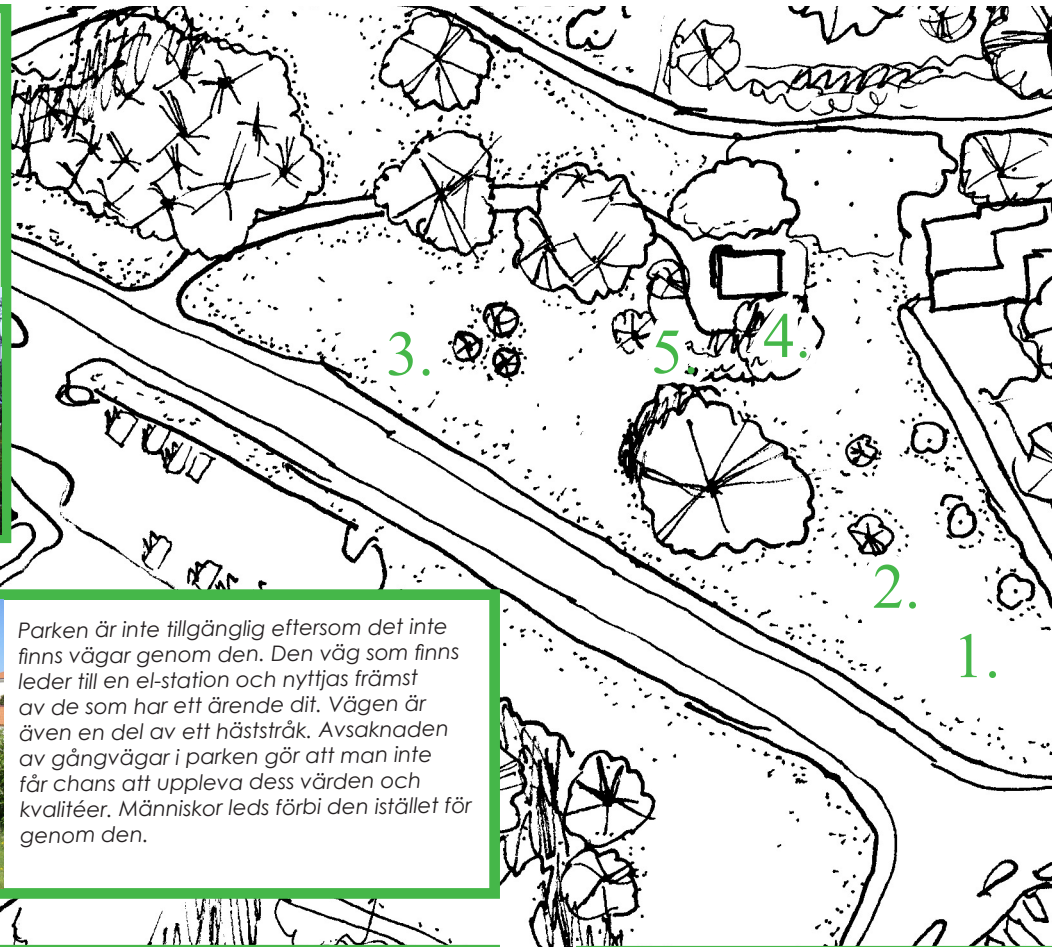 3.
5.
4.
2.
1.
Parken är inte tillgänglig eftersom det inte
finns vägar genom den. Den väg som finns
leder till en el-station och nyttjas främst
av de som har ett ärende dit. Vägen är
även en del av ett häststråk. Avsaknaden
av gångvägar i parken gör att man inte
får chans att uppleva dess värden och
kvalitéer. Människor leds förbi den istället för
genom den.